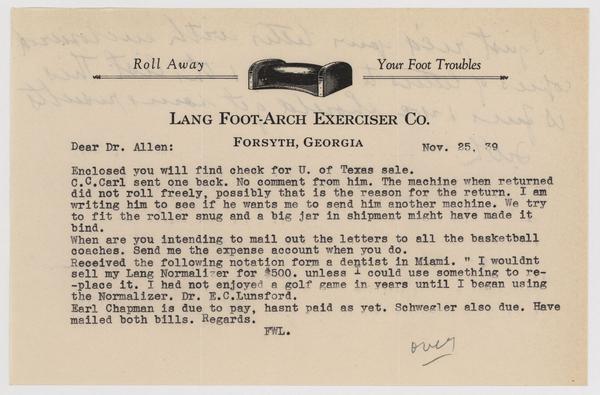 Roll Away Your Foot Troubles
LANG FOOT-ARCH EXERCISER CO.
FORSYTH, GEORGIA
Dear Dr. Allen: Nov. 25, 39
Enclosed you will find check for U. of Texas sale.
C.C.Carl sent one back. No comment from him. The machine when returned
did not roll freely, possibly that is the reason for the return. I am
writing him to see if he wants me to send him another machine. We try
to fit the roller snug and a big jar in shipment might have made it
bind.
When are you intending to mail out the letters to all the basketball
coaches. Send me the expense account when you do.
Received the following notation form a dentist in Miami. " I wouldnt
sell my Lang Normalizer for $500. unless I could use something to re-
-place it. I had not enjoyed a golf game in years until I began using
the Normalizer. Dr. E.C.Lunsford.
Earl Chapman is due to pay, hasnt paid as yet. Schwegler also due. Have
mailed both bills. Regards.
FWL.
over